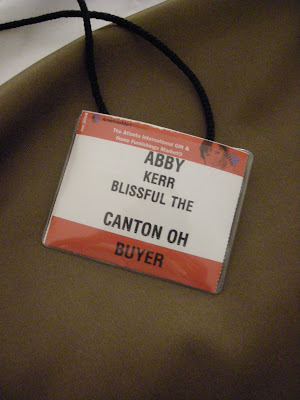 The Atlanta International Gift &
Home Furnishings Market®
ABBY
KERR
BLISSFUL THE
CANTON OH
BUYER